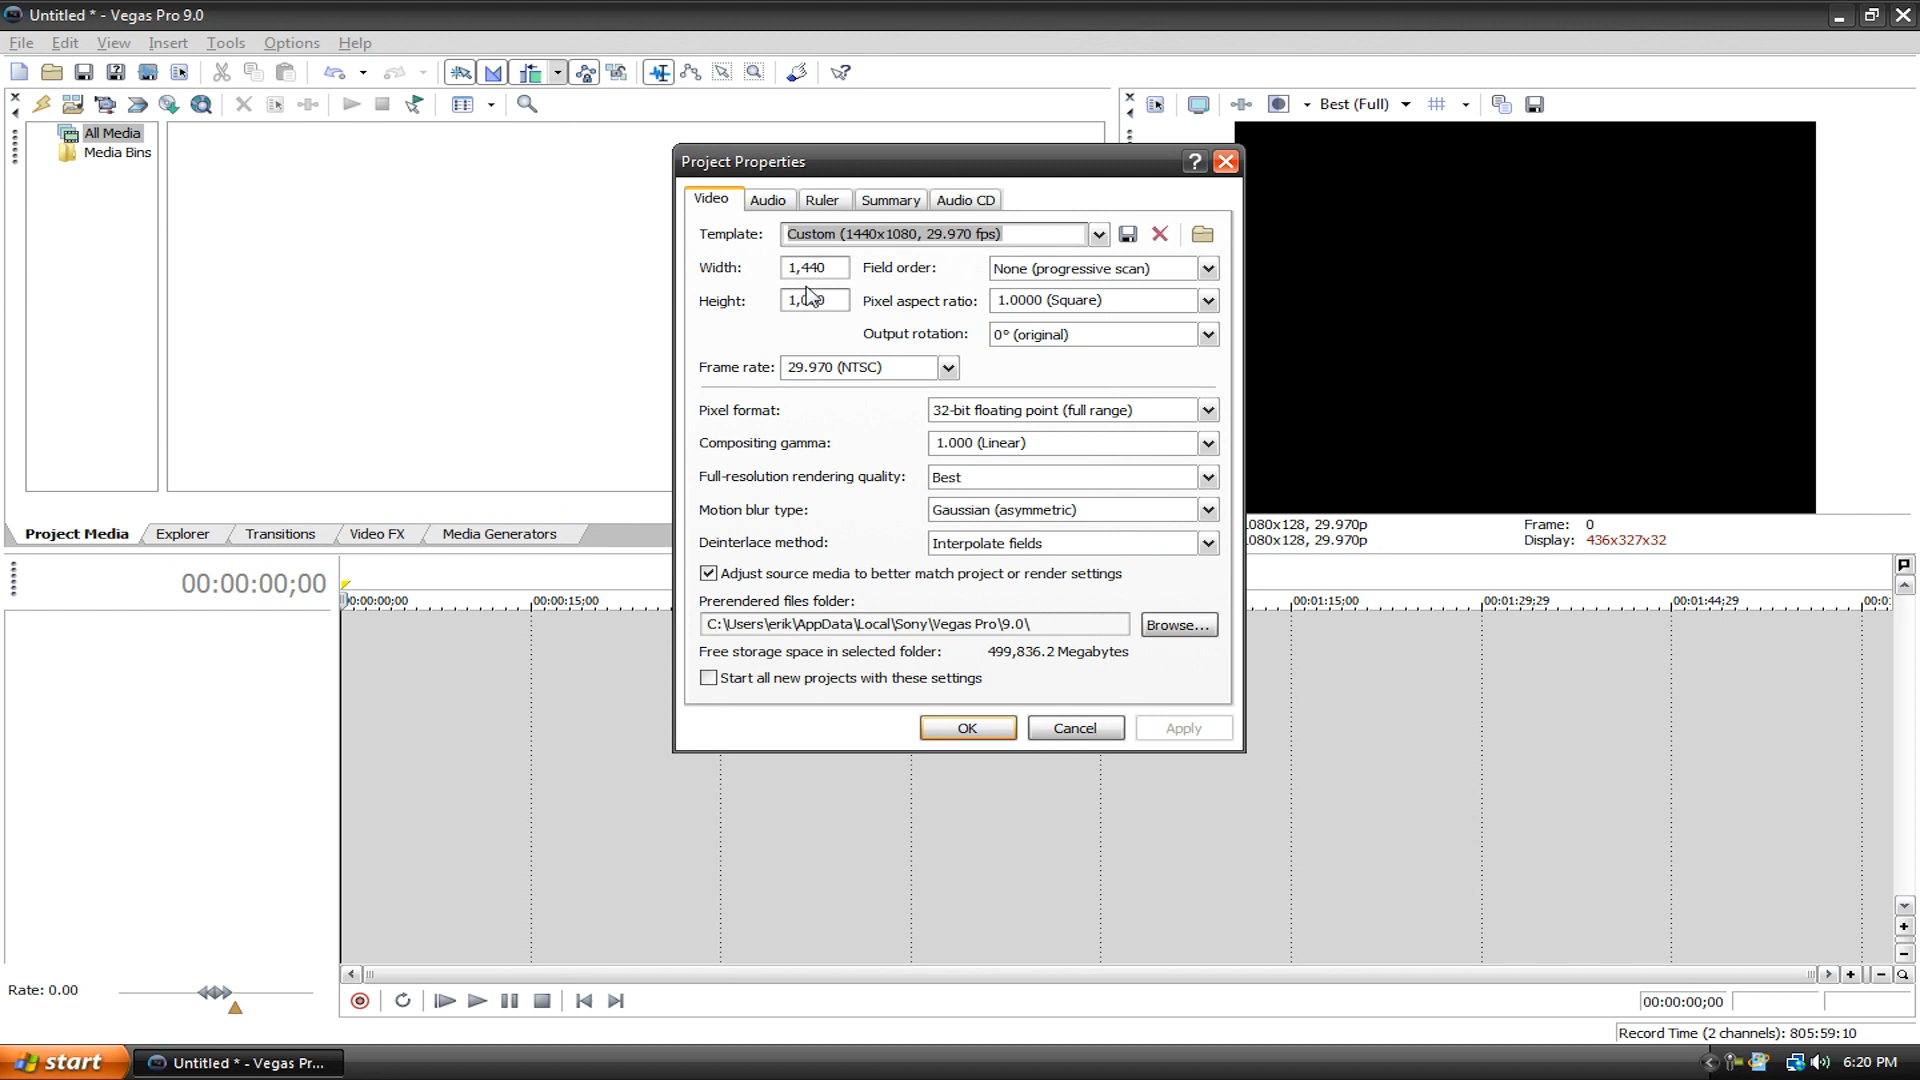 Untitled * - Vegas Pro 9.0
File Edit View Insert Tools Options Help
Best (Full)
All Media
Media Bins
Project Properties
Video Audio Ruler Summary Audio CD
Template: Custom (1440x1080, 29.970 fps)
Width: 1,440 Field order: None (progressive scan)
Height: Pixel aspect ratio: 1.0000 (Square)
Output rotation: 0° (original)
Frame rate: 29.970 (NTSC)
Pixel format: 32-bit floating point (full range)
Compositing gamma: 1.000 (Linear)
Full-resolution rendering quality: Best
Motion blur type: Gaussian (asymmetric)
Deinterlace method: Interpolate fields
Adjust source media to better match project or render settings
Prerendered files folder:
C:\Users\erik\AppData\Local\Sony\Vegas Pro\9.0\ Browse...
Free storage space in selected folder: 499,836.2 Megabytes
Start all new projects with these settings
OK Cancel Apply
Project Media Explorer Transitions Video FX Media Generators
080x128, 29.970p Frame: 0
080x128, 29.970p Display: 436x327x32
00:00:00;00
00:00:15;00 00:01:15;00 00:01:29;29 00:01:44;29
Rate: 0.00
00:00:00;00
Record Time (2 channels): 805:59:10
start Untitled * - Vegas Pr... 6:20 PM